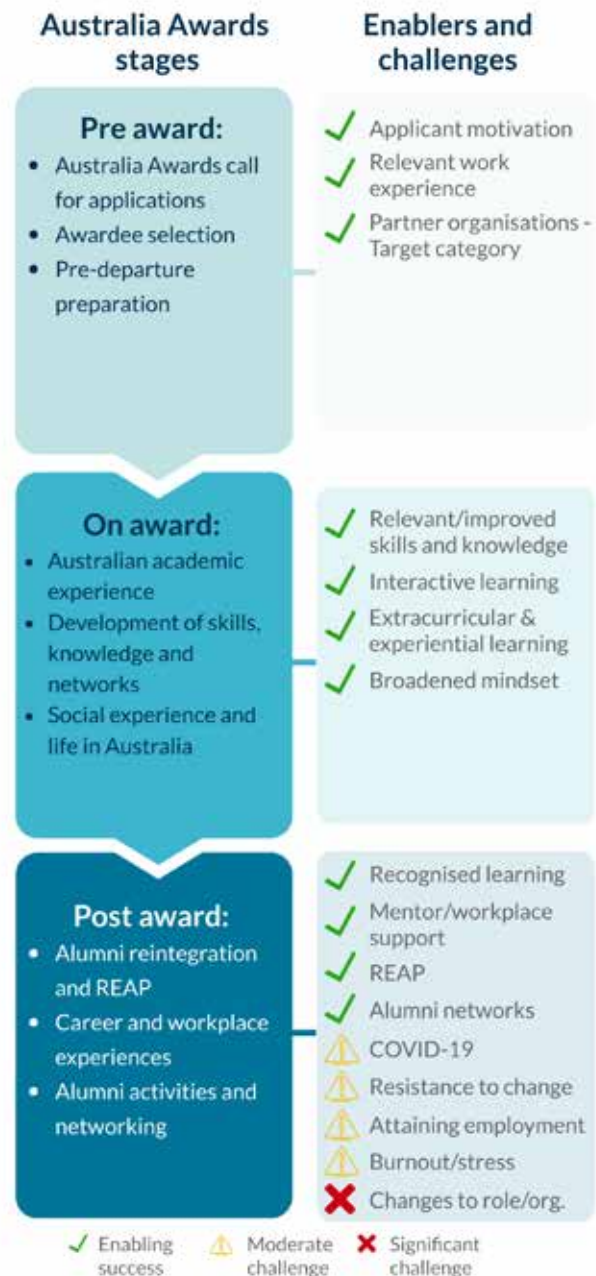 Australia Awards
stages
Enablers and
challenges
Pre award:
• Australia Awards call
for applications
• Awardee selection
• Pre-departure
preparation
Applicant motivation
Relevant work
experience
Partner organisations -
Target category
On award:
• Australian academic
experience
• Development of skills,
knowledge and
networks
• Social experience and
life in Australia
Relevant/improved
skills and knowledge
Interactive learning
Extracurricular &
experiential learning
Broadened mindset
Post award:
• Alumni reintegration
and REAP
• Career and workplace
experiences
• Alumni activities and
networking
Recognised learning
Mentor/workplace
support
REAP
Alumni networks
COVID-19
Resistance to change
Attaining employment
Burnout/stress
Changes to role/org.
Enabling
success
Moderate
challenge
Significant
challenge